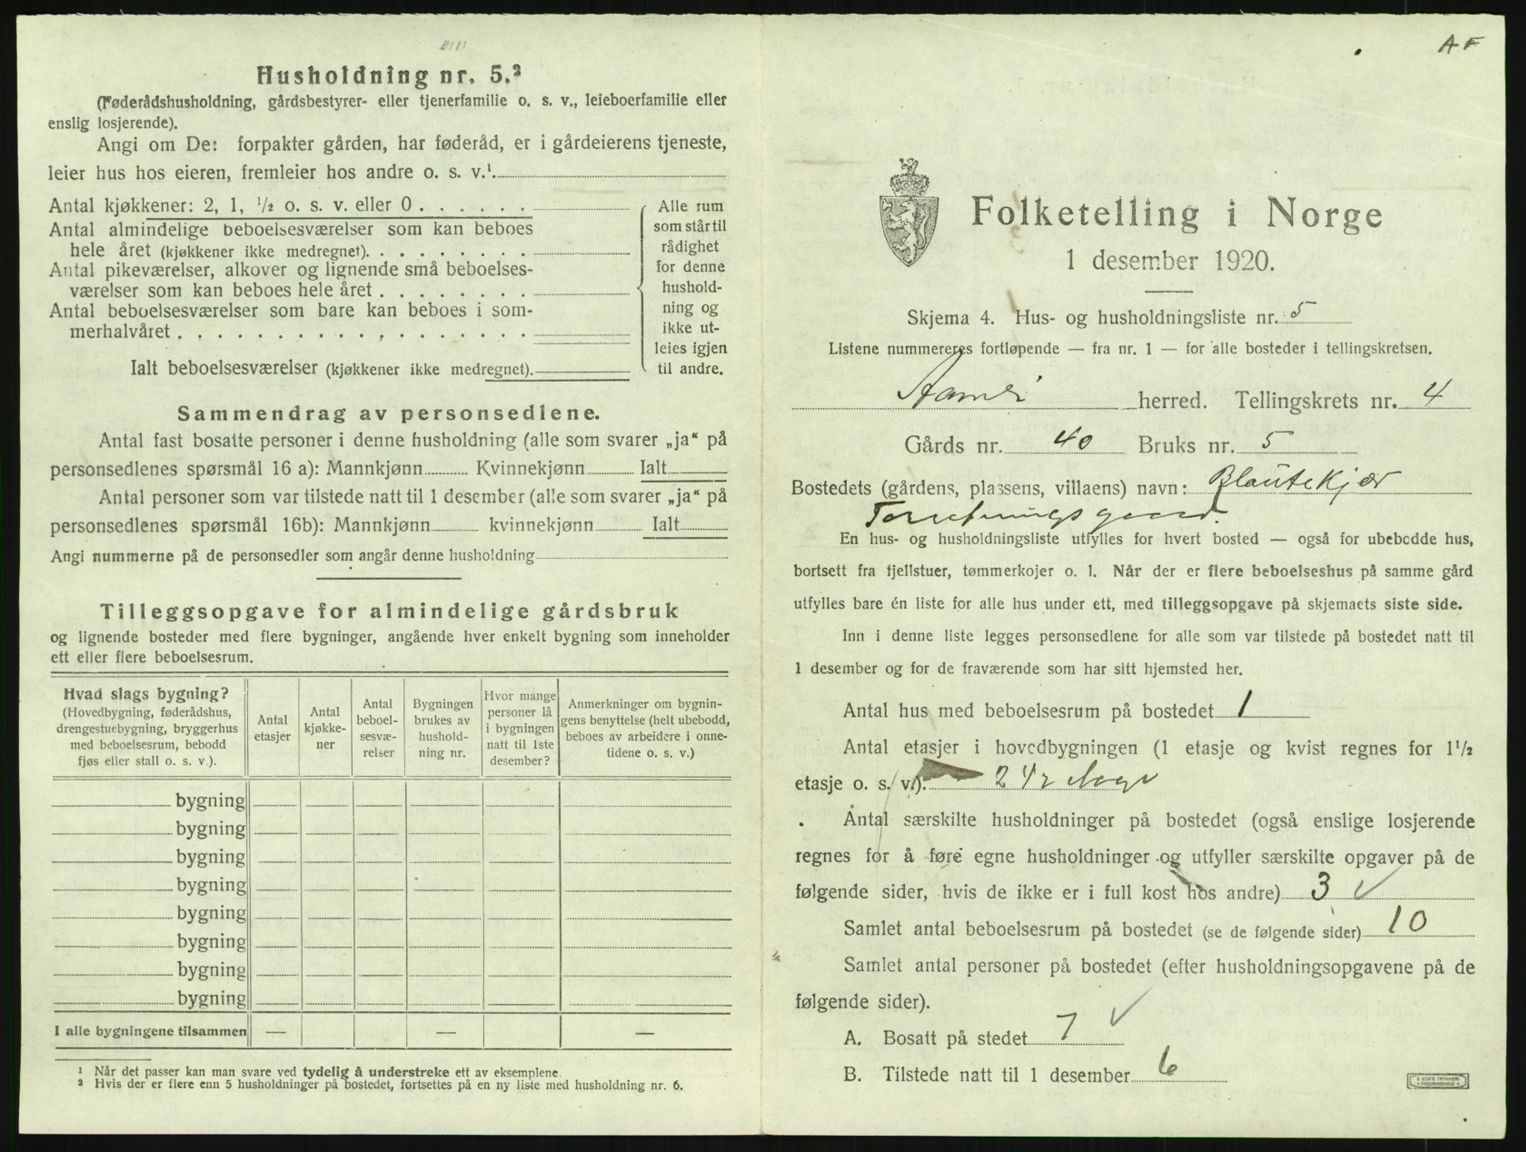 Husholdning nr. 5.²
(Føderådshusholdning, gårdsbestyrer- eller tjenerfamilie o. s. v., leieboerfamilie eller
enslig losjerende).
Angi om De: forpakter gården, har føderåd, er i gårdeierens tjeneste,
leier hus hos eieren, fremleier hos andre o. s. v.¹
Antal kjøkkener: 2, 1, ½ o. s. v. eller 0
Antal almindelige beboelsesværelser som kan beboes
hele året (kjøkkener ikke medregnet).
Antal pikeværelser, alkover og lignende små beboelses-
værelser som kan beboes hele året
Antal beboelsesværelser som bare kan beboes i som-
merhalvåret
Ialt beboelsesværelser (kjøkkener ikke medregnet).
Alle rum
som står til
rådighet
for denne
hushold-
ning og
ikke ut-
leies igjen
til andre.
Sammendrag av personsedlene.
Antal fast bosatte personer i denne husholdning (alle som svarer „ja“ på
personsedlenes spørsmål 16 a): Mannkjønn Kvinnekjønn Ialt
Antal personer som var tilstede natt til 1 desember (alle som svarer „ja“ på
personsedlenes spørsmål 16b): Mannkjønn kvinnekjønn Ialt
Angi nummerne på de personsedler som angår denne husholdning
Tilleggsopgave for almindelige gårdsbruk
og lignende bosteder med flere bygninger, angående hver enkelt bygning som inneholder
ett eller flere beboelsesrum.
Hvad slags bygning?
(Hovedbygning, føderådshus,
drengestuebygning, bryggerhus
med beboelsesrum, bebodd
fjøs eller stall o. s. v.).
Antal
etasjer
Antal
kjøkke-
ner
Antal
beboel-
sesvæ-
relser
Bygningen
brukes av
hushold-
ning nr.
Hvor mange
personer lå
i bygningen
natt til 1ste
desember?
Anmerkninger om bygnin-
gens benyttelse (helt ubebodd,
beboes av arbeidere i onne-
tidene o. s. v.)
bygning
bygning
bygning
bygning
bygning
bygning
bygning
bygning
I alle bygningene tilsammen — — —
¹ Når det passer kan man svare ved tydelig å understreke ett av eksemplene.
² Hvis der er flere enn 5 husholdninger på bostedet, fortsettes på en ny liste med husholdning nr. 6.
A F
Folketelling i Norge
1 desember 1920.
Skjema 4. Hus- og husholdningsliste nr. 5
Listene nummereres fortløpende — fra nr. 1 — for alle bosteder i tellingskretsen.
herred. Tellingskrets nr. 4
Gårds nr. 40 Bruks nr. 5
Bostedets (gårdens, plassens, villaens) navn: Blautekjær
Forretningsgaard.
En hus- og husholdningsliste utfylles for hvert bosted — også for ubebodde hus,
bortsett fra fjellstuer, tømmerkojer o. l. Når der er flere beboelseshus på samme gård
utfylles bare én liste for alle hus under ett, med tilleggsopgave på skjemaets siste side.
Inn i denne liste legges personsedlene for alle som var tilstede på bostedet natt til
1 desember og for de fraværende som har sitt hjemsted her.
Antal hus med beboelsesrum på bostedet 1
Antal etasjer i hovedbygningen (1 etasje og kvist regnes for 1½
etasje o. s. v.). 2 ½
Antal særskilte husholdninger på bostedet (også enslige losjerende
regnes for å føre egne husholdninger og utfyller særskilte opgaver på de
følgende sider, hvis de ikke er i full kost hos andre) 3 ✓
Samlet antal beboelsesrum på bostedet (se de følgende sider) 10
Samlet antal personer på bostedet (efter husholdningsopgavene på de
følgende sider).
A. Bosatt på stedet 7 ✓
B. Tilstede natt til 1 desember 6